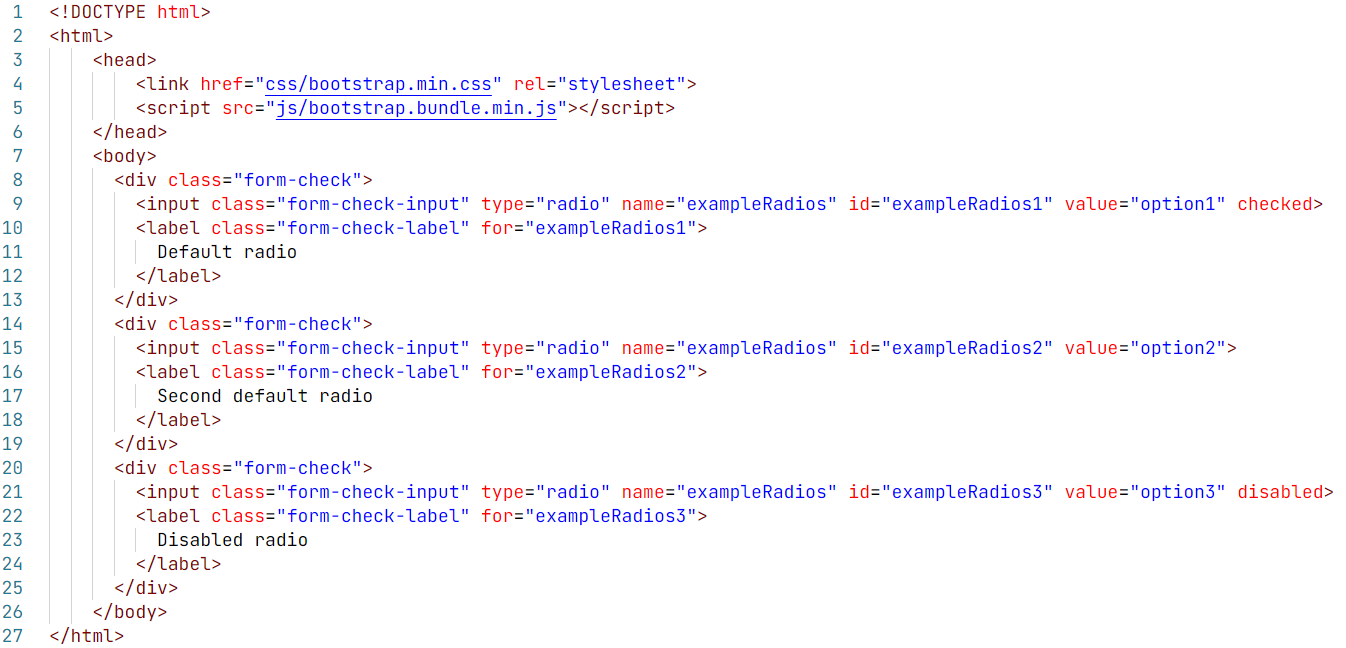 1 <!DOCTYPE html>
2 <html>
3 <head>
4 <link href="css/bootstrap.min.css" rel="stylesheet">
5 <script src="js/bootstrap.bundle.min.js"></script>
6 </head>
7 <body>
8 <div class="form-check">
9 <input class="form-check-input" type="radio" name="exampleRadios" id="exampleRadios1" value="option1" checked>
10 <label class="form-check-label" for="exampleRadios1">
11 Default radio
12 </label>
13 </div>
14 <div class="form-check">
15 <input class="form-check-input" type="radio" name="exampleRadios" id="exampleRadios2" value="option2">
16 <label class="form-check-label" for="exampleRadios2">
17 Second default radio
18 </label>
19 </div>
20 <div class="form-check">
21 <input class="form-check-input" type="radio" name="exampleRadios" id="exampleRadios3" value="option3" disabled>
22 <label class="form-check-label" for="exampleRadios3">
23 Disabled radio
24 </label>
25 </div>
26 </body>
27 </html>